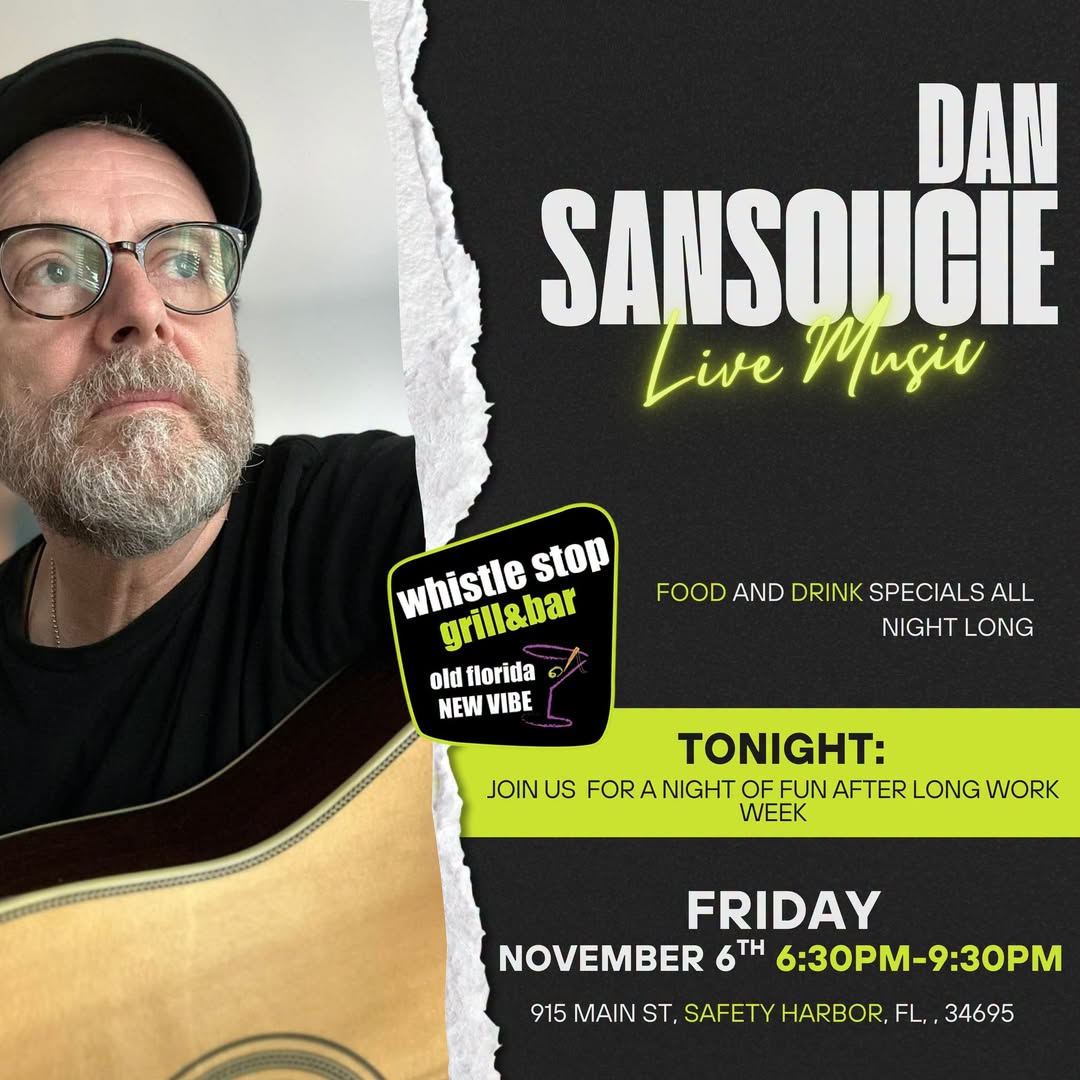 DAN
SANSOUCIE
Live Music
FOOD AND DRINK SPECIALS ALL
NIGHT LONG
whistle stop
grill&bar
old florida
NEW VIBE
TONIGHT:
JOIN US FOR A NIGHT OF FUN AFTER LONG WORK
WEEK
FRIDAY
NOVEMBER 6TH 6:30PM-9:30PM
915 MAIN ST, SAFETY HARBOR, FL, , 34695